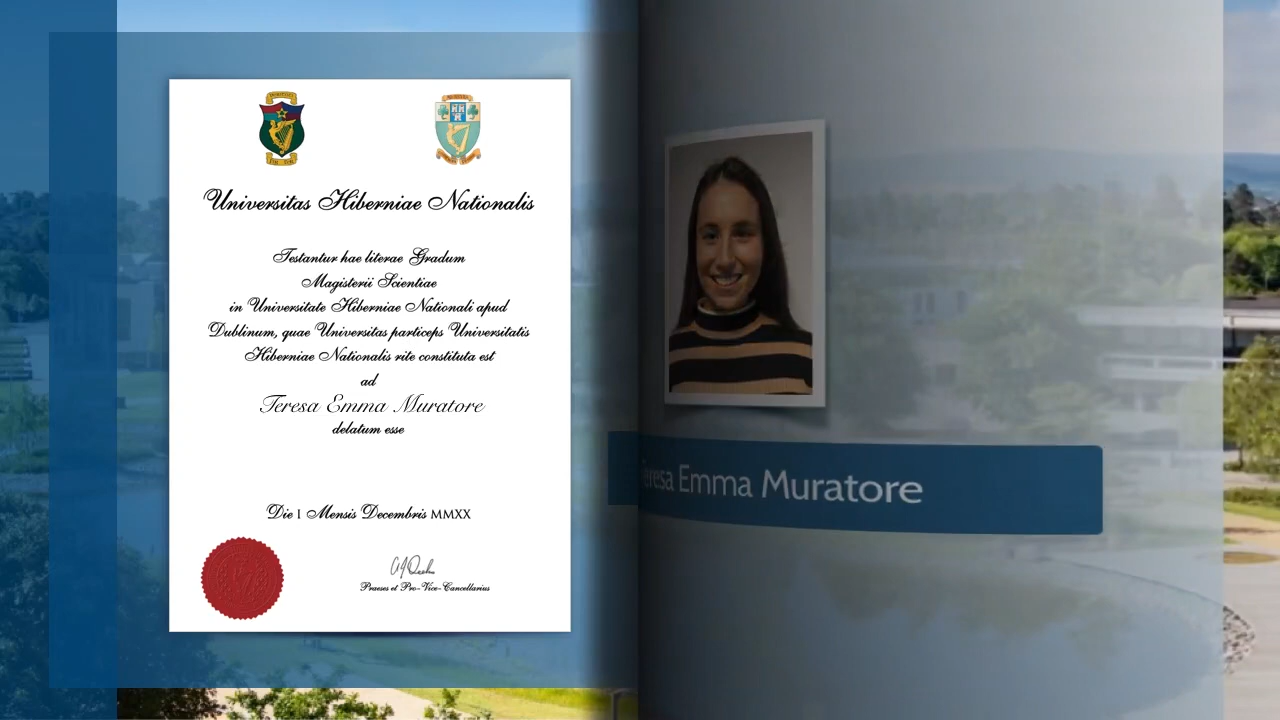 Universitas Hiberniae Nationalis
Testantur hae literae Gradum
Magisterii Scientiae
in Universitate Hiberniae Nationali apud
Dublinum, quae Universitas particeps Universitatis
Hiberniae Nationalis rite constituta est
ad
Teresa Emma Muratore
delatum esse
Die I Mensis Decembris MMXX
Praeses et Pro-Vice-Cancellarius
Teresa Emma Muratore